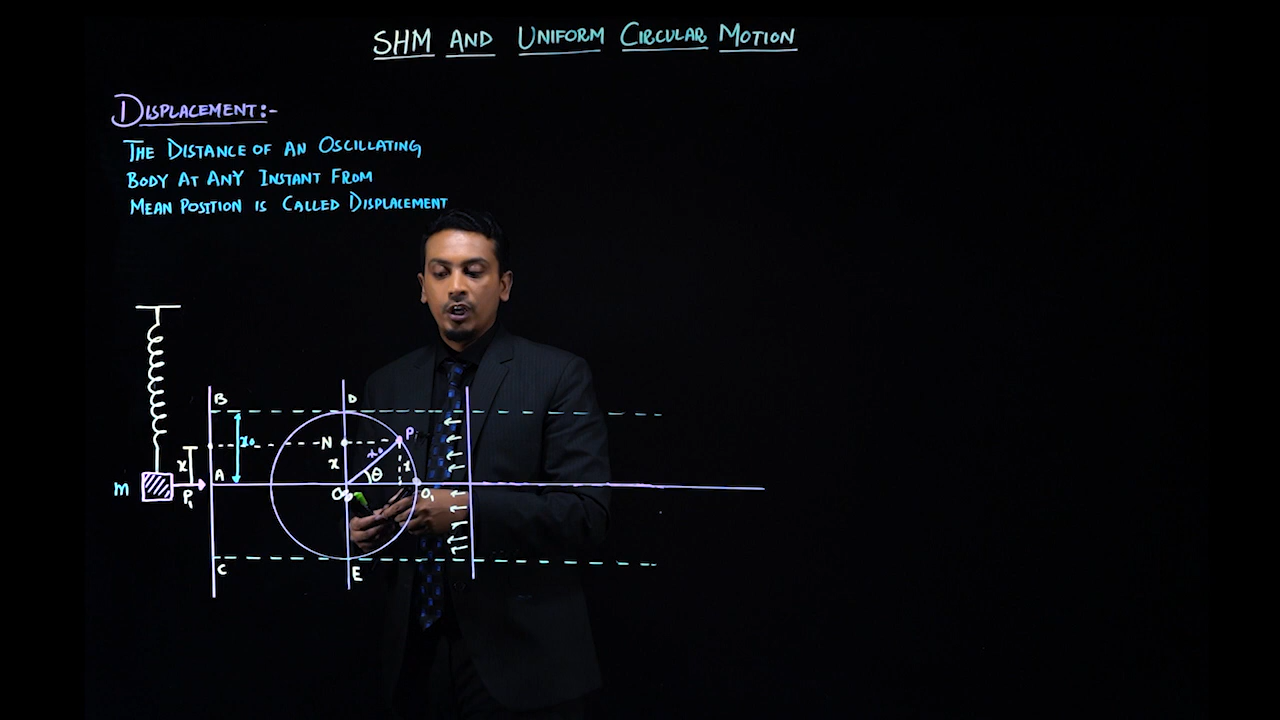 SHM AND UNIFORM CIRCULAR MOTION
DISPLACEMENT:-
THE DISTANCE OF AN OSCILLATING
BODY AT ANY INSTANT FROM
MEAN POSITION IS CALLED DISPLACEMENT
B
D
x₀
N
P
x₀
x
x
x
θ
A
m
P₁
O
O₁
C
E